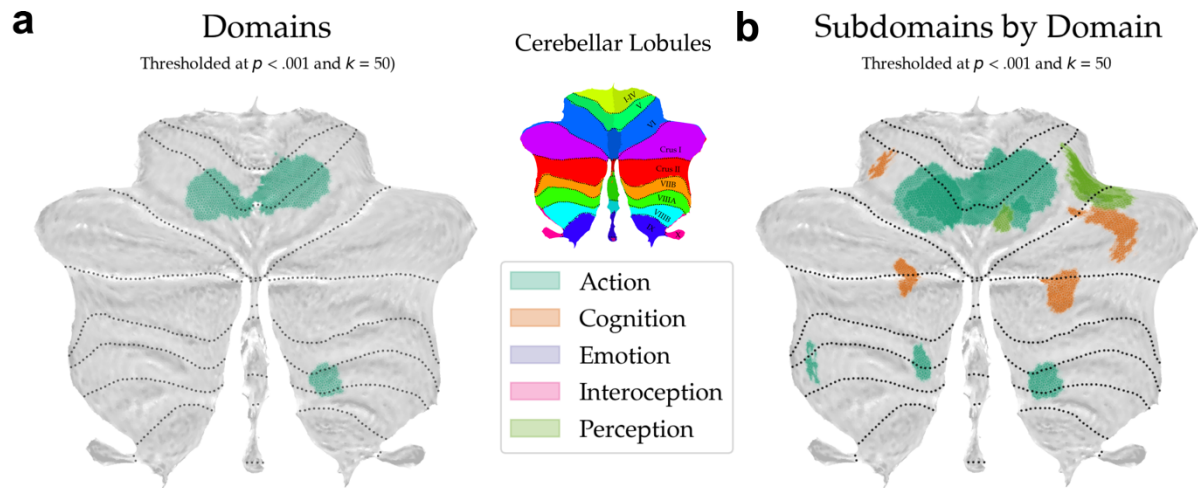 a
Domains
Thresholded at p < .001 and k = 50)
Cerebellar Lobules
I-IV
V
VI
Crus I
Crus II
VIIB
VIIIA
VIIIB
IX
X
Action
Cognition
Emotion
Interoception
Perception
b
Subdomains by Domain
Thresholded at p < .001 and k = 50